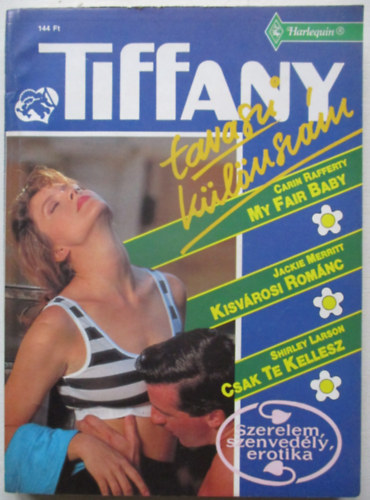 144 Ft
Harlequin®
Tiffany
tavaszi
különszám
CARIN RAFFERTY
MY FAIR BABY
JACKIE MERRITT
KISVÁROSI ROMÁNC
SHIRLEY LARSON
CSAK TE KELLESZ
Szerelem,
szenvedély,
erotika